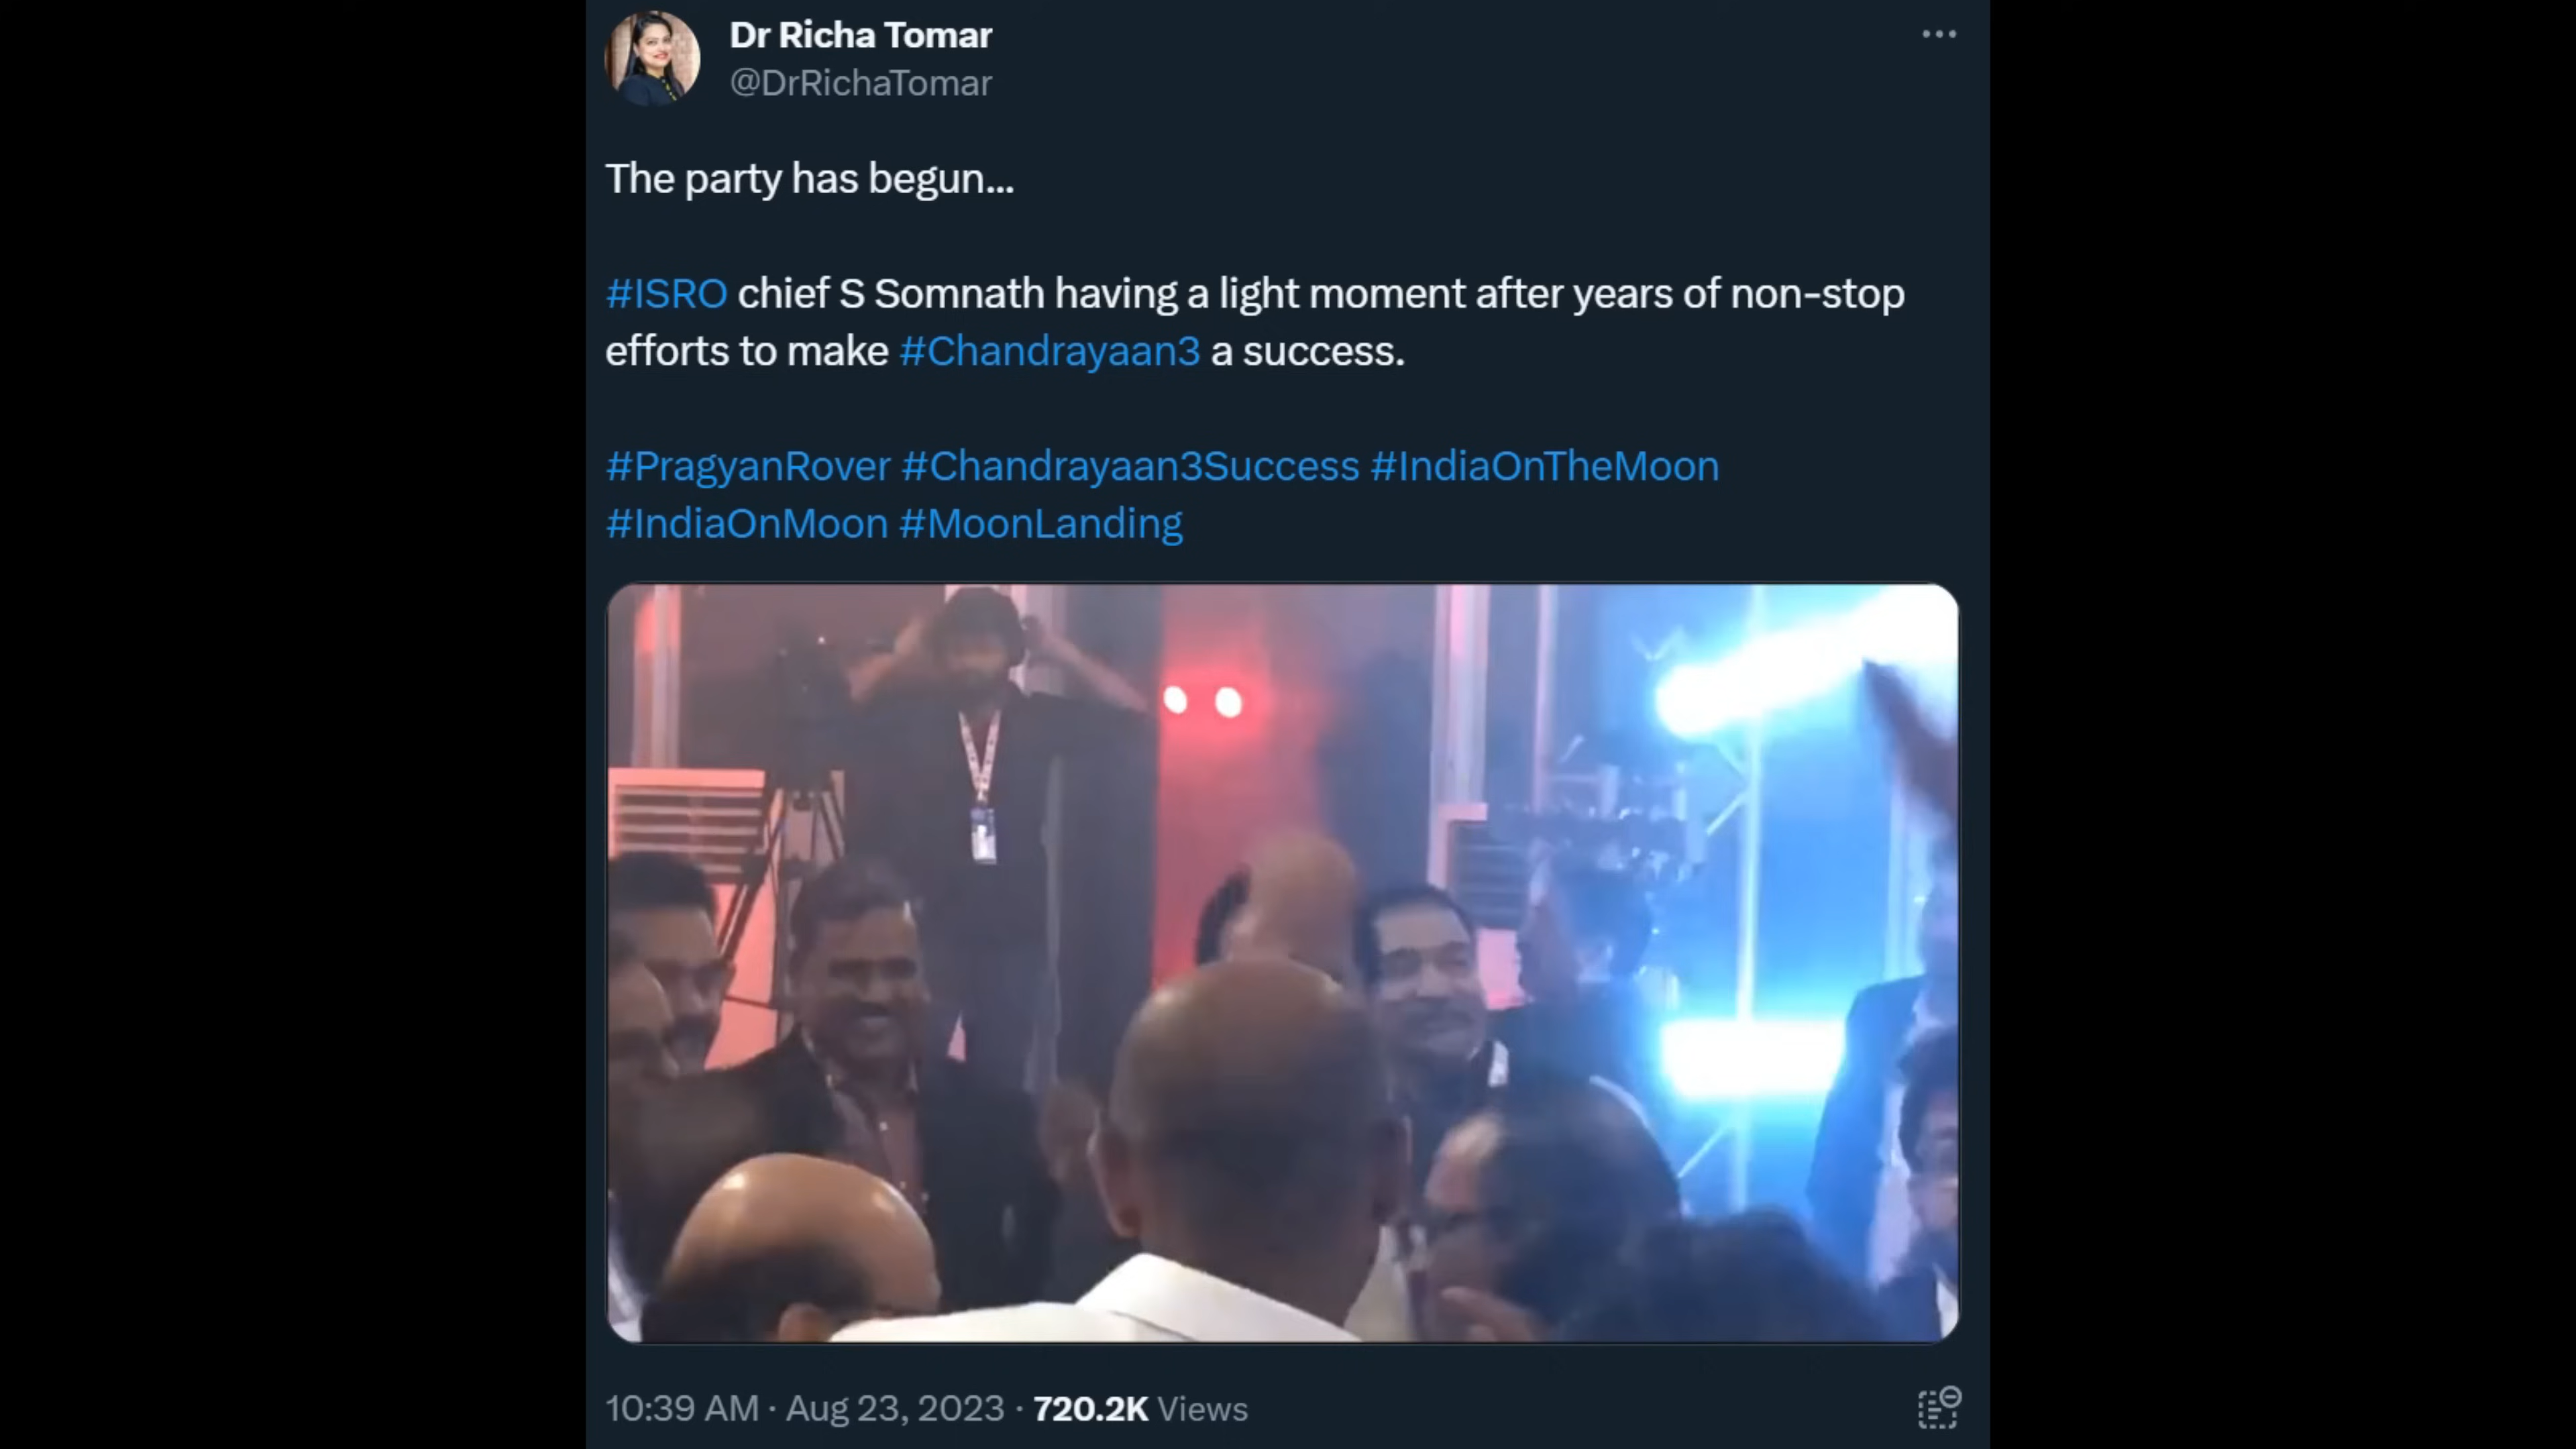 Dr Richa Tomar
@DrRichaTomar
The party has begun...
#ISRO chief S Somnath having a light moment after years of non-stop
efforts to make #Chandrayaan3 a success.
#PragyanRover #Chandrayaan3Success #IndiaOnTheMoon
#IndiaOnMoon #MoonLanding
10:39 AM · Aug 23, 2023 · 720.2K Views